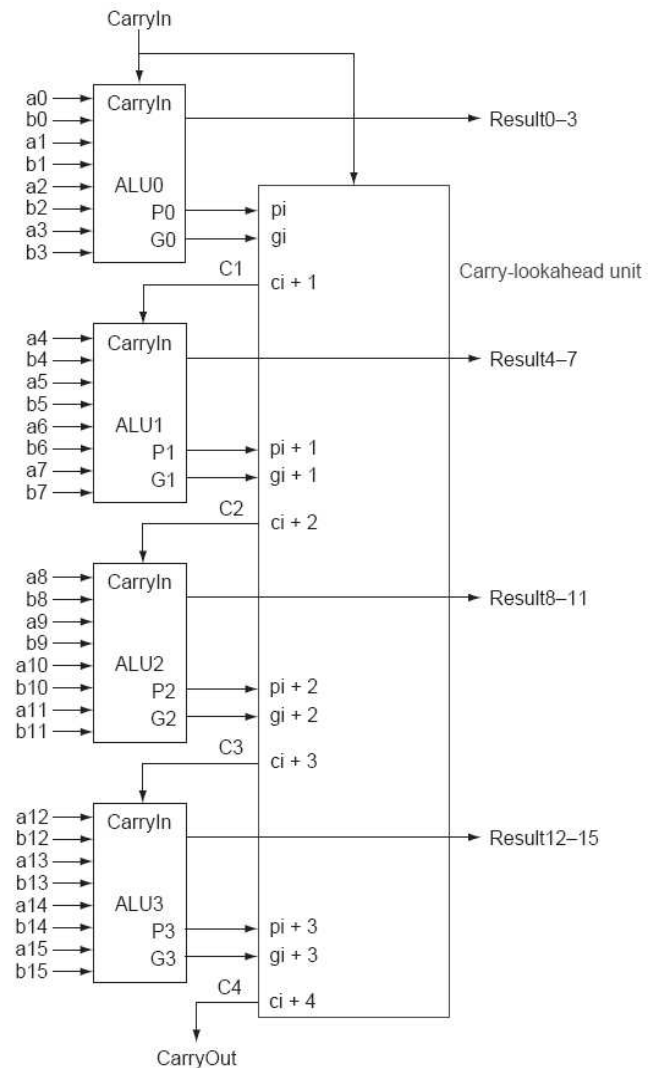 CarryIn
a0
b0
a1
b1
a2
b2
a3
b3
CarryIn
ALU0
P0
G0
Result0–3
pi
gi
Carry-lookahead unit
C1
ci + 1
a4
b4
a5
b5
a6
b6
a7
b7
CarryIn
ALU1
P1
G1
Result4–7
pi + 1
gi + 1
C2
ci + 2
a8
b8
a9
b9
a10
b10
a11
b11
CarryIn
ALU2
P2
G2
Result8–11
pi + 2
gi + 2
C3
ci + 3
a12
b12
a13
b13
a14
b14
a15
b15
CarryIn
ALU3
P3
G3
Result12–15
pi + 3
gi + 3
C4
ci + 4
CarryOut